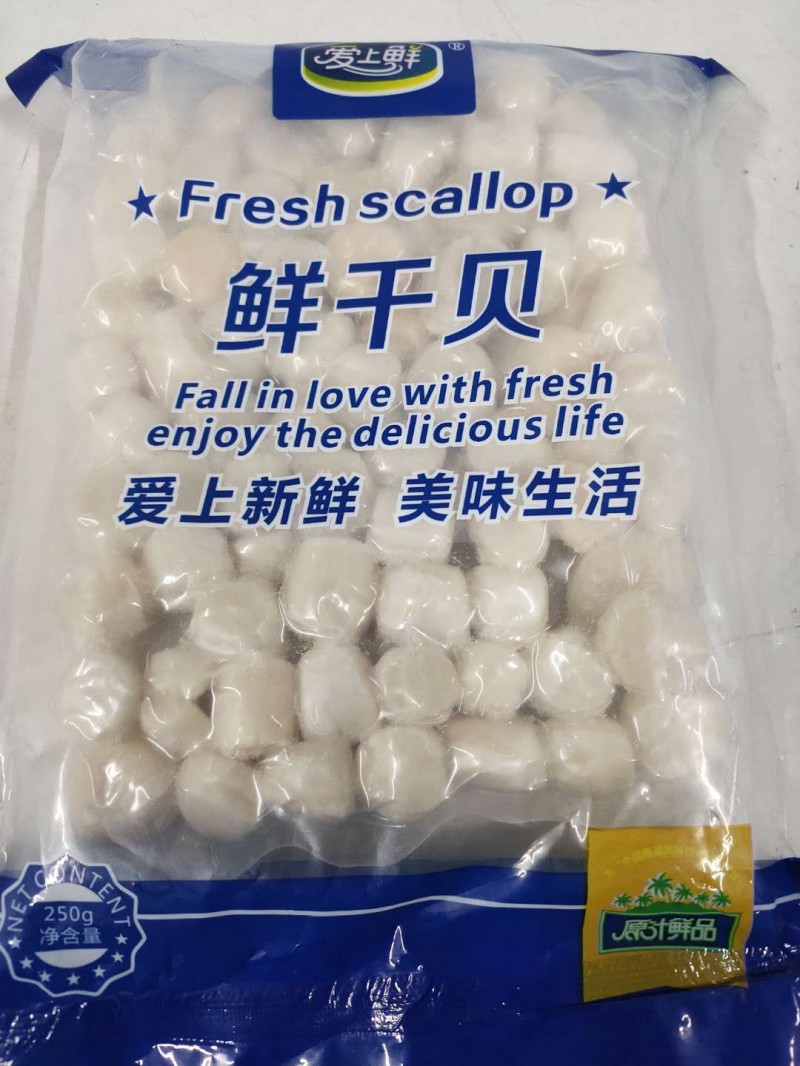 爱上鲜®
★ Fresh scallop ★
鲜干贝
Fall in love with fresh
enjoy the delicious life
爱上新鲜 美味生活
NET CONTENT
250g
净含量
原汁鲜品